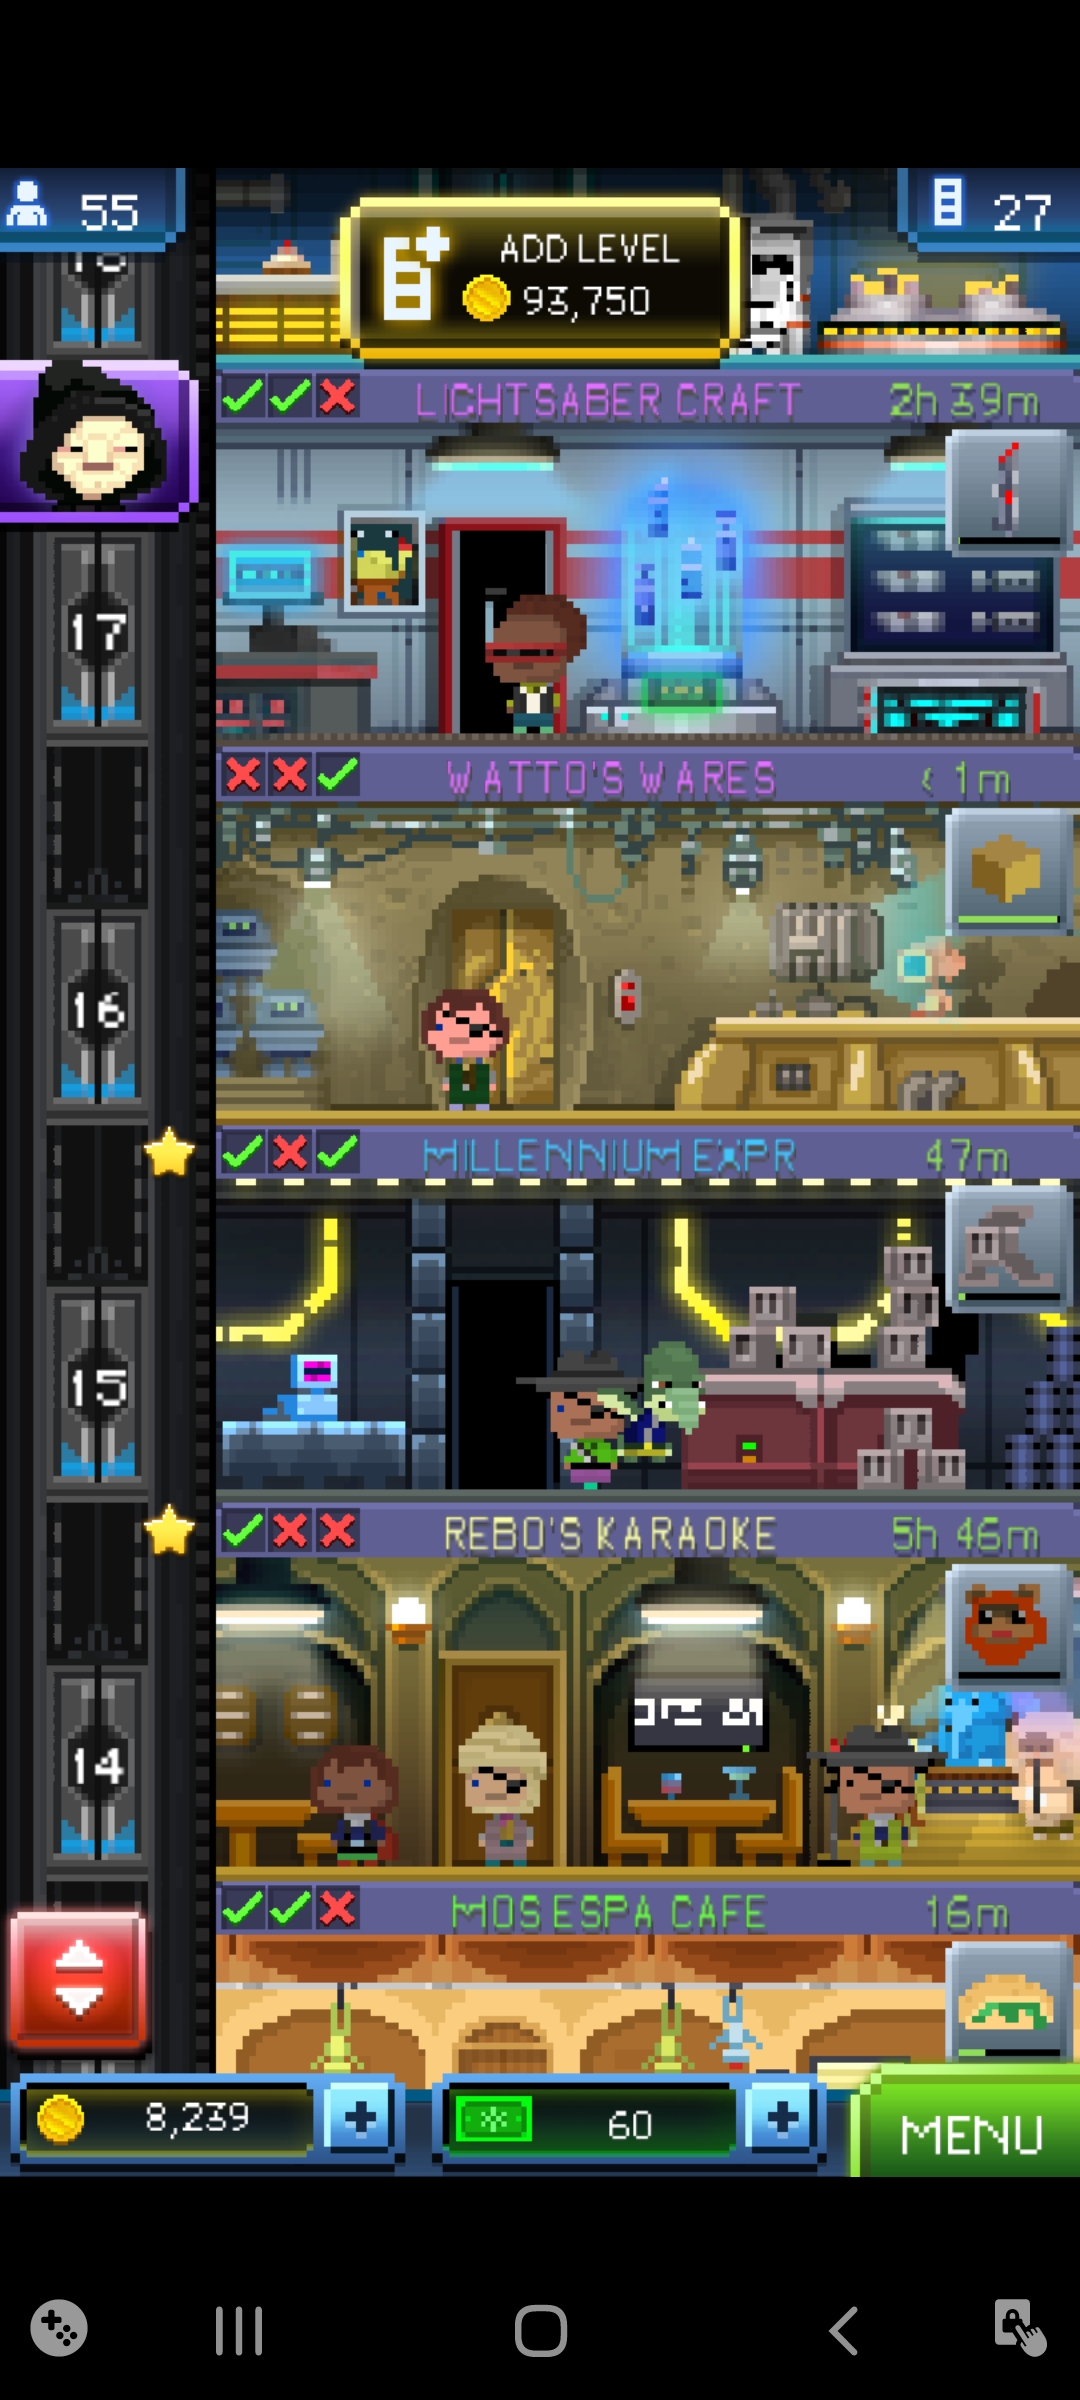 55
ADD LEVEL
93,750
27
LIGHTSABER CRAFT
2h 39m
17
WATTO'S WARES
< 1m
16
MILLENNIUM EXPR
47m
15
REBO'S KARAOKE
5h 46m
14
MOS ESPA CAFE
16m
8,239
60
MENU